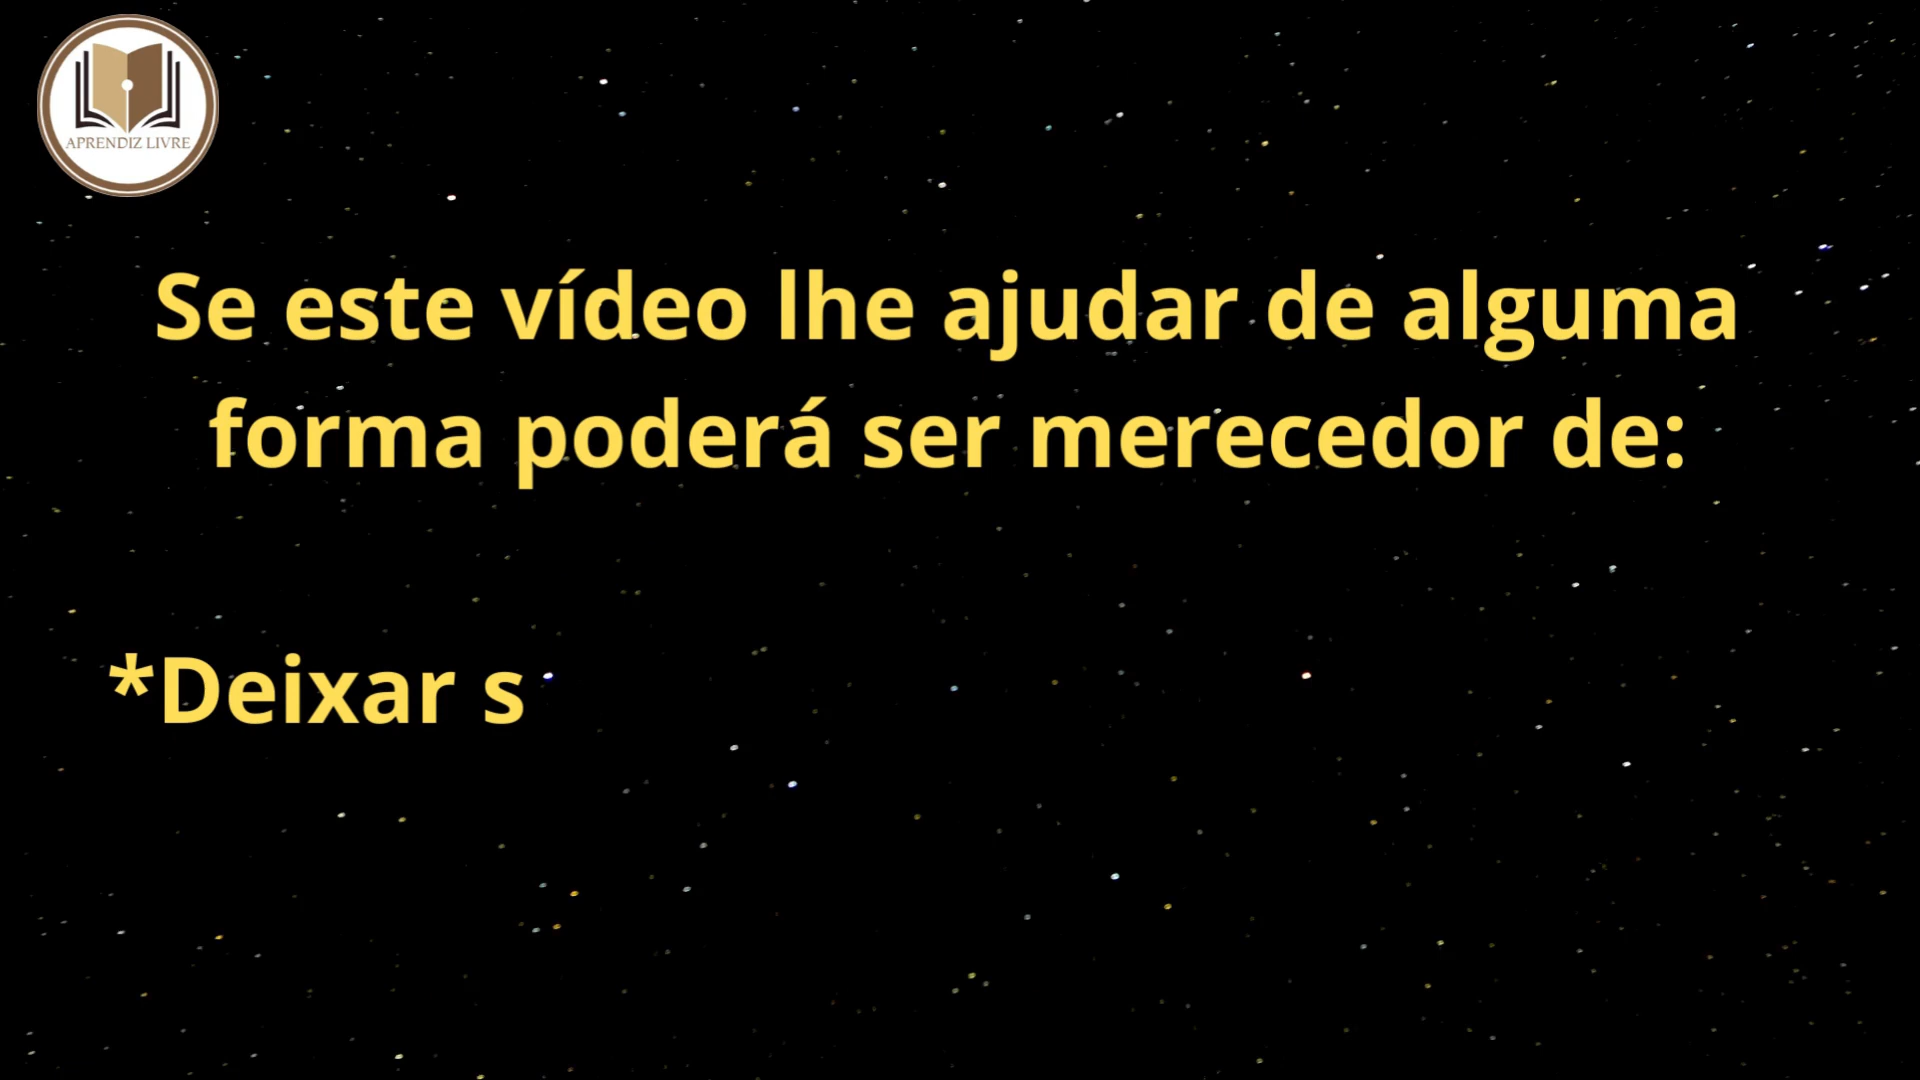 APRENDIZ LIVRE
Se este vídeo lhe ajudar de alguma
forma poderá ser merecedor de:
*Deixar s